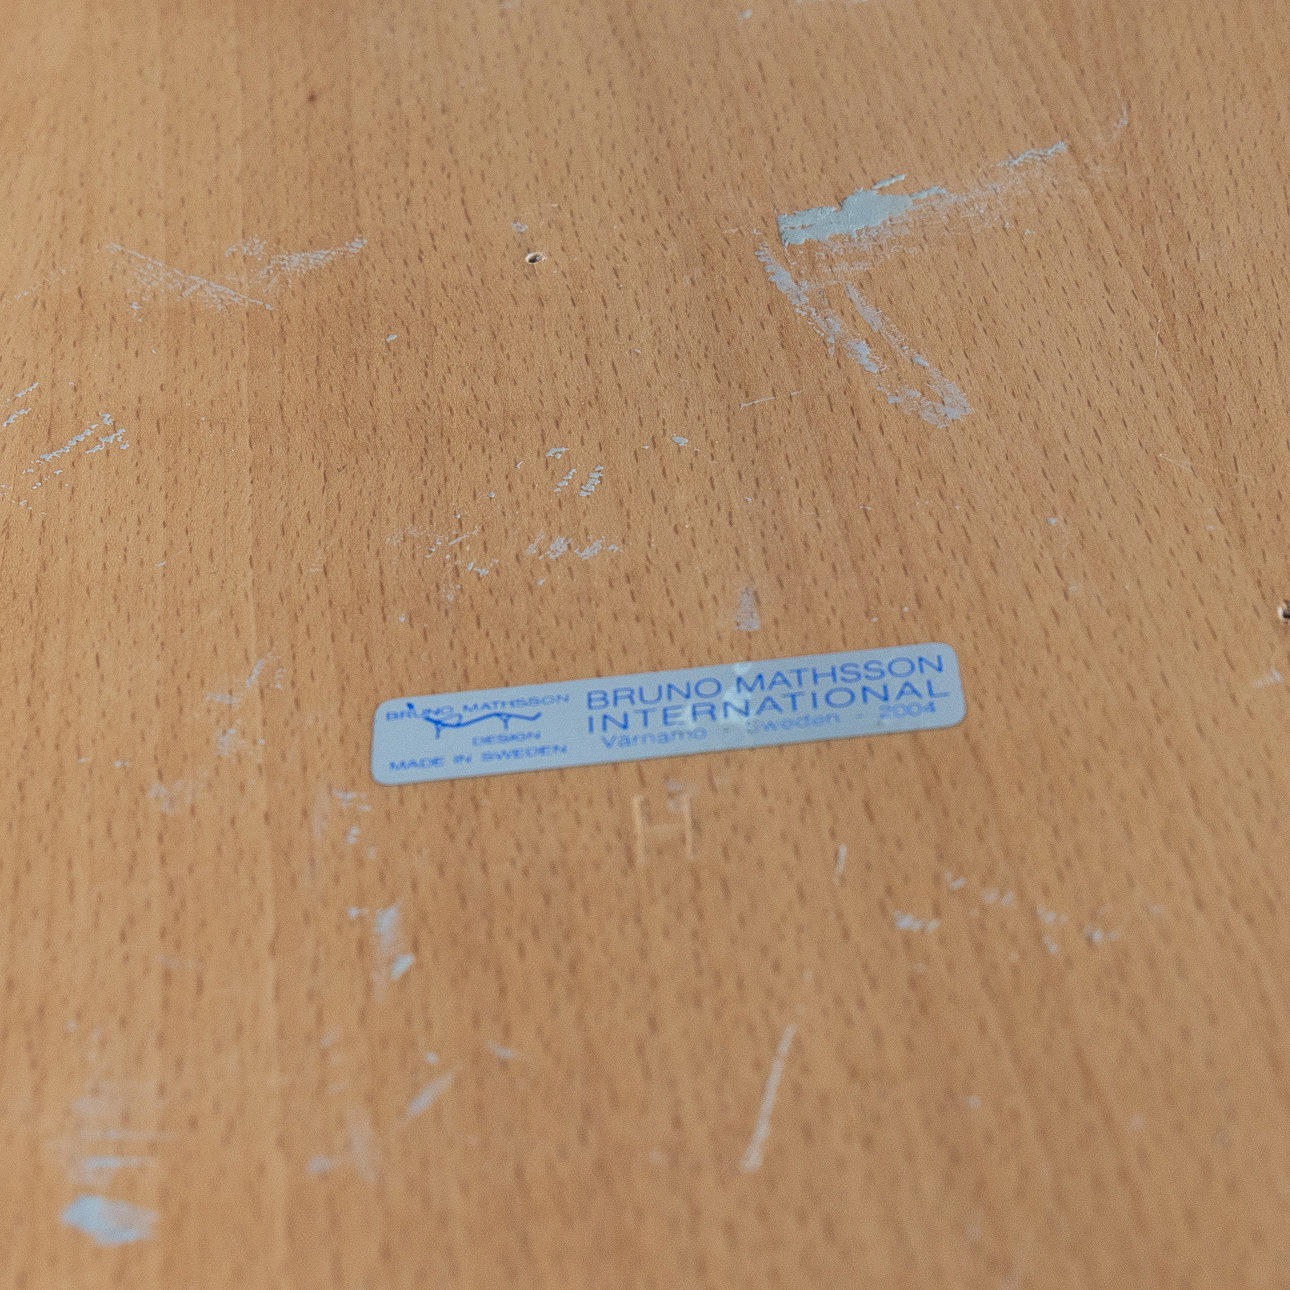 BRUNO MATHSSON
DESIGN
MADE IN SWEDEN
BRUNO MATHSSON
INTERNATIONAL
Värnamo - Sweden - 2004